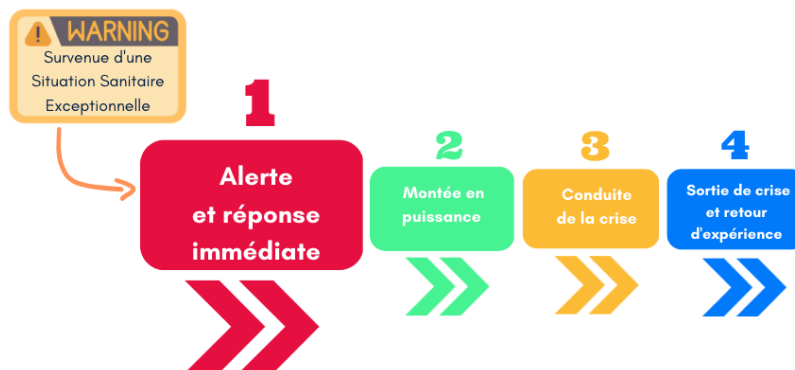 WARNING
Survenue d'une
Situation Sanitaire
Exceptionnelle
1
Alerte
et réponse
immédiate
2
Montée en
puissance
3
Conduite
de la crise
4
Sortie de crise
et retour
d'expérience